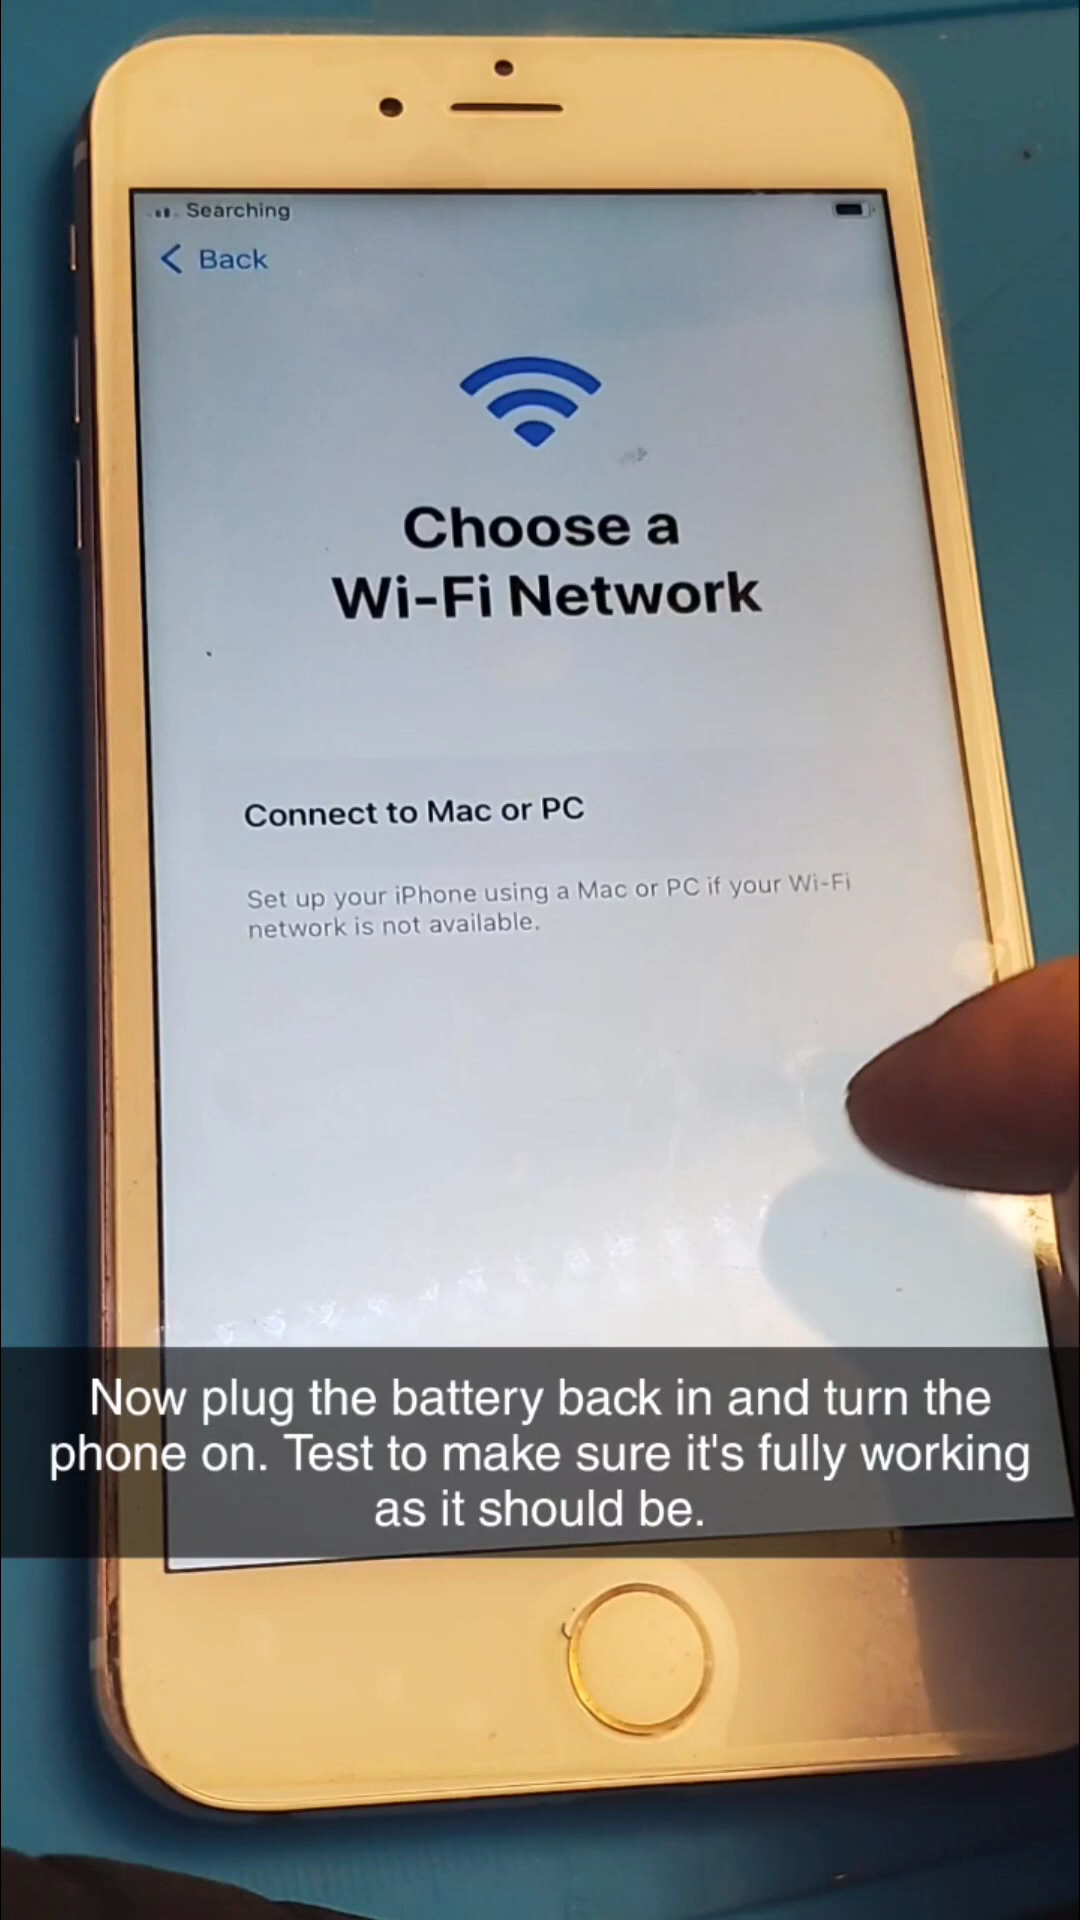 Searching
Back
Choose a
Wi-Fi Network
Connect to Mac or PC
Set up your iPhone using a Mac or PC if your Wi-Fi
network is not available.
Now plug the battery back in and turn the
phone on. Test to make sure it's fully working
as it should be.